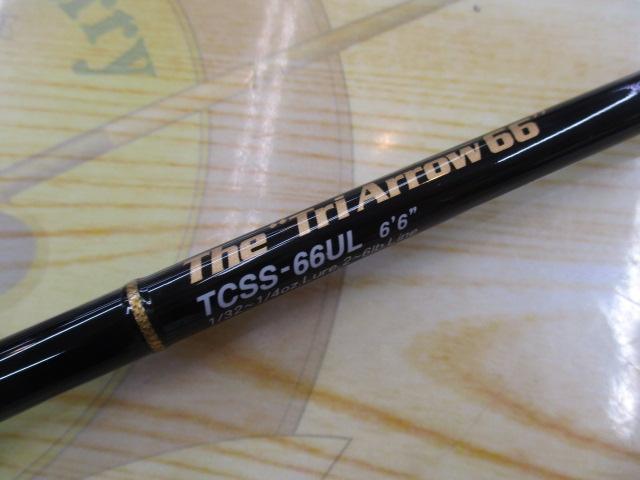 The "Tri Arrow 66"
TCSS-66UL 6'6"
1/32~1/4oz.Lure.2~6lb.Line